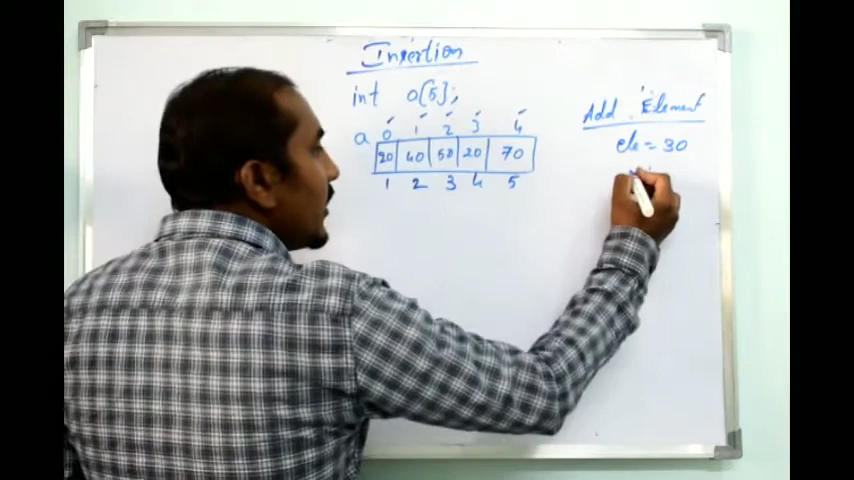 Insertion
int a[5];
0 1 2 3 4
a 20 40 50 20 70
1 2 3 4 5
Add Element
ele = 30